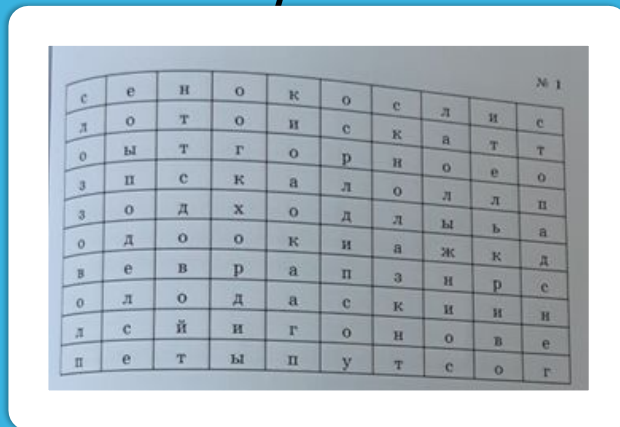 № 1
с е н о к о с л и с
л о т о и с к а т т
о ы т г о р н о е о
з п с к а л о л л п
з о д х о д л ы ь а
о д о о к и а ж к д
в е в р а п з н р с
о л о д а с к и и н
л с й и г о н о в е
п е т ы п у т с о г